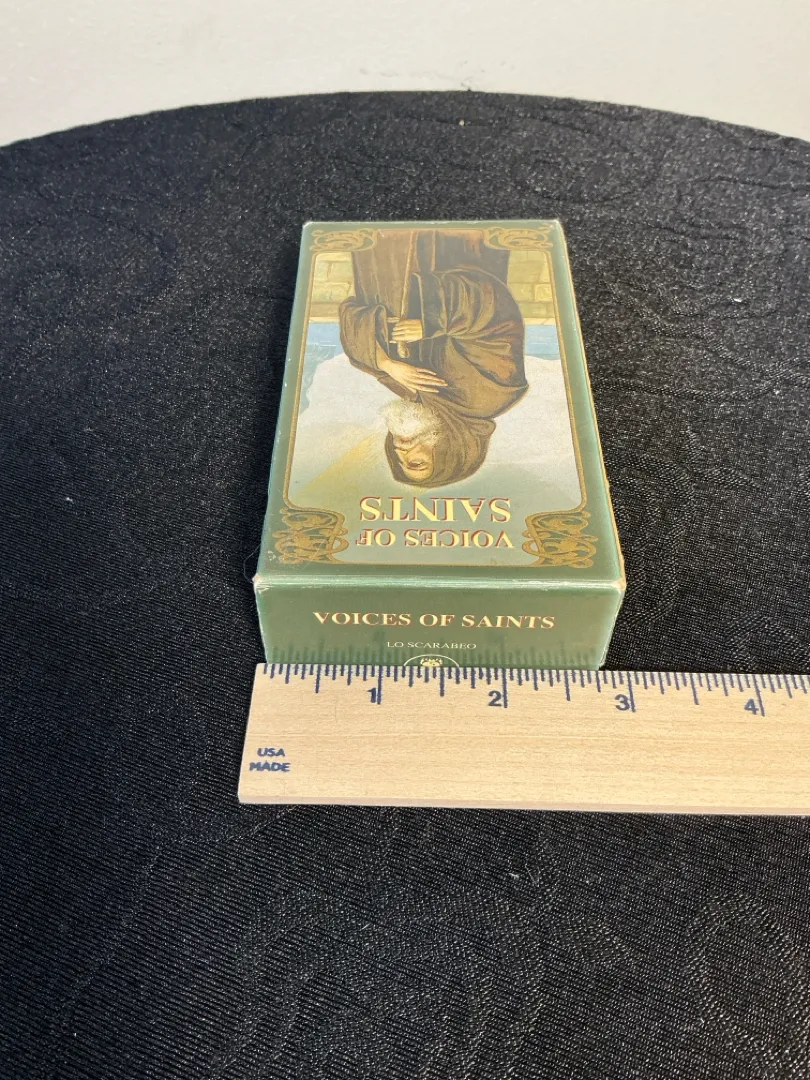 VOICES OF
SAINTS
VOICES OF SAINTS
LO SCARABEO
1 2 3 4
USA
MADE